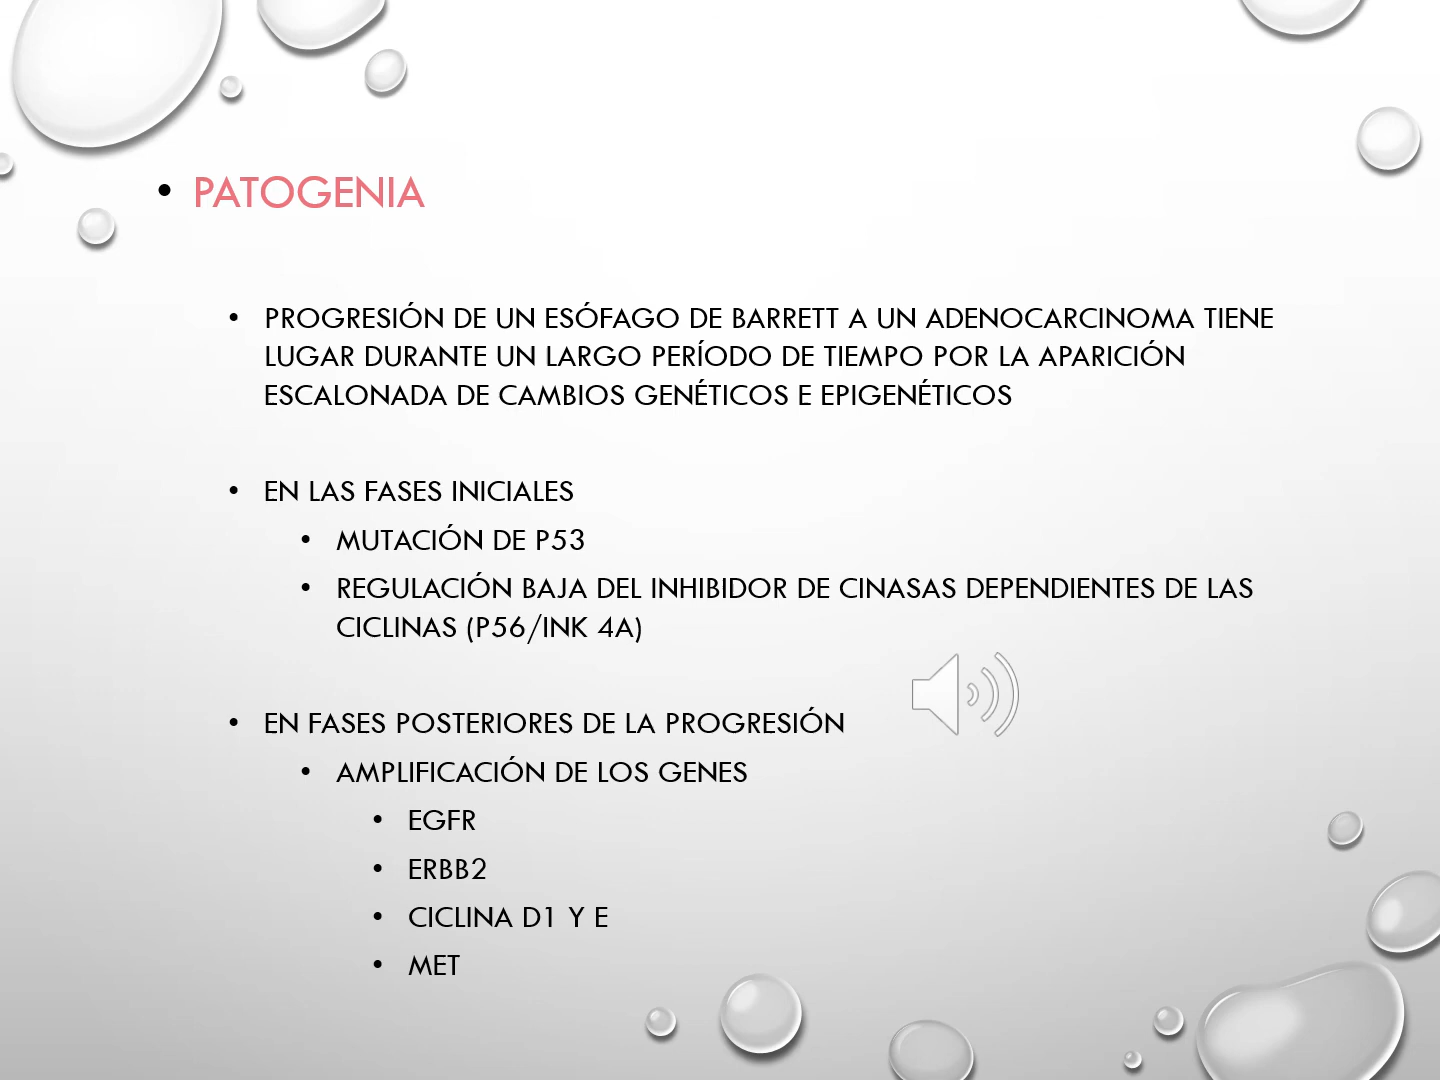 • PATOGENIA
• PROGRESIÓN DE UN ESÓFAGO DE BARRETT A UN ADENOCARCINOMA TIENE
LUGAR DURANTE UN LARGO PERÍODO DE TIEMPO POR LA APARICIÓN
ESCALONADA DE CAMBIOS GENÉTICOS E EPIGENÉTICOS
• EN LAS FASES INICIALES
• MUTACIÓN DE P53
• REGULACIÓN BAJA DEL INHIBIDOR DE CINASAS DEPENDIENTES DE LAS
CICLINAS (P56/INK 4A)
• EN FASES POSTERIORES DE LA PROGRESIÓN
• AMPLIFICACIÓN DE LOS GENES
• EGFR
• ERBB2
• CICLINA D1 Y E
• MET